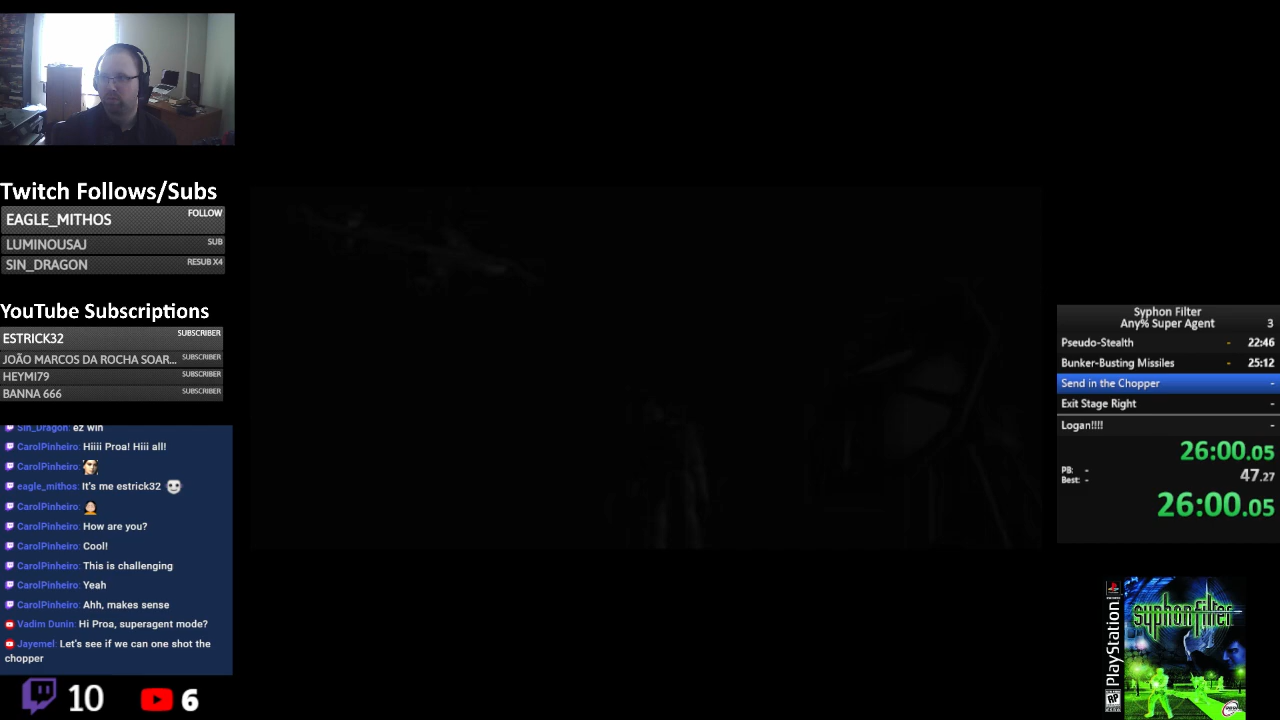 Twitch Follows/Subs
EAGLE_MITHOS FOLLOW
LUMINOUSAJ SUB
SIN_DRAGON RESUB X4
YouTube Subscriptions
ESTRICK32 SUBSCRIBER
JOÃO MARCOS DA ROCHA SOAR... SUBSCRIBER
HEYMI79 SUBSCRIBER
BANNA 666 SUBSCRIBER
Sin_Dragon: ez win
CarolPinheiro: Hiiii Proa! Hiii all!
CarolPinheiro:
eagle_mithos: It's me estrick32
CarolPinheiro:
CarolPinheiro: How are you?
CarolPinheiro: Cool!
CarolPinheiro: This is challenging
CarolPinheiro: Yeah
CarolPinheiro: Ahh, makes sense
Vadim Dunin: Hi Proa, superagent mode?
Jayemel: Let's see if we can one shot the
chopper
10 6
Syphon Filter
Any% Super Agent 3
Pseudo-Stealth - 22:46
Bunker-Busting Missiles - 25:12
Send in the Chopper -
Exit Stage Right -
Logan!!!! -
26:00.05
PB: - 47.27
Best: -
26:00.05
PlayStation
syphon filter